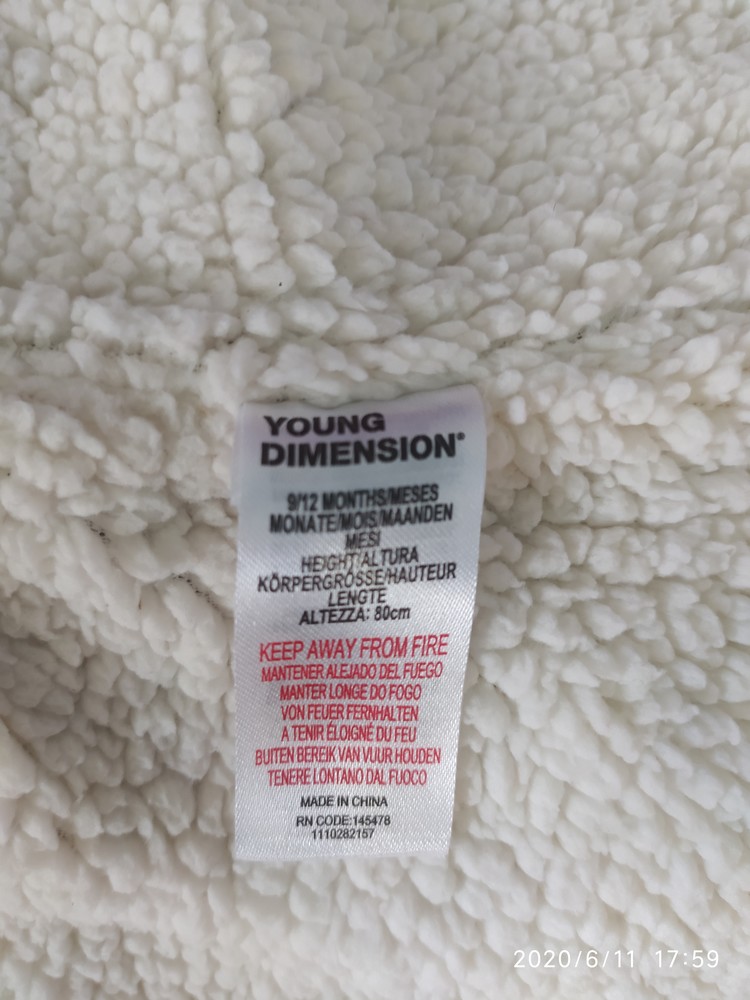 YOUNG
DIMENSION®
9/12 MONTHS/MESES
MONATE/MOIS/MAANDEN
MESI
HEIGHT/ALTURA
KÖRPERGRÖSSE/HAUTEUR
LENGTE
ALTEZZA: 80cm
KEEP AWAY FROM FIRE
MANTENER ALEJADO DEL FUEGO
MANTER LONGE DO FOGO
VON FEUER FERNHALTEN
A TENIR ÉLOIGNÉ DU FEU
BUITEN BEREIK VAN VUUR HOUDEN
TENERE LONTANO DAL FUOCO
MADE IN CHINA
RN CODE:145478
1110282157
2020/6/11 17:59